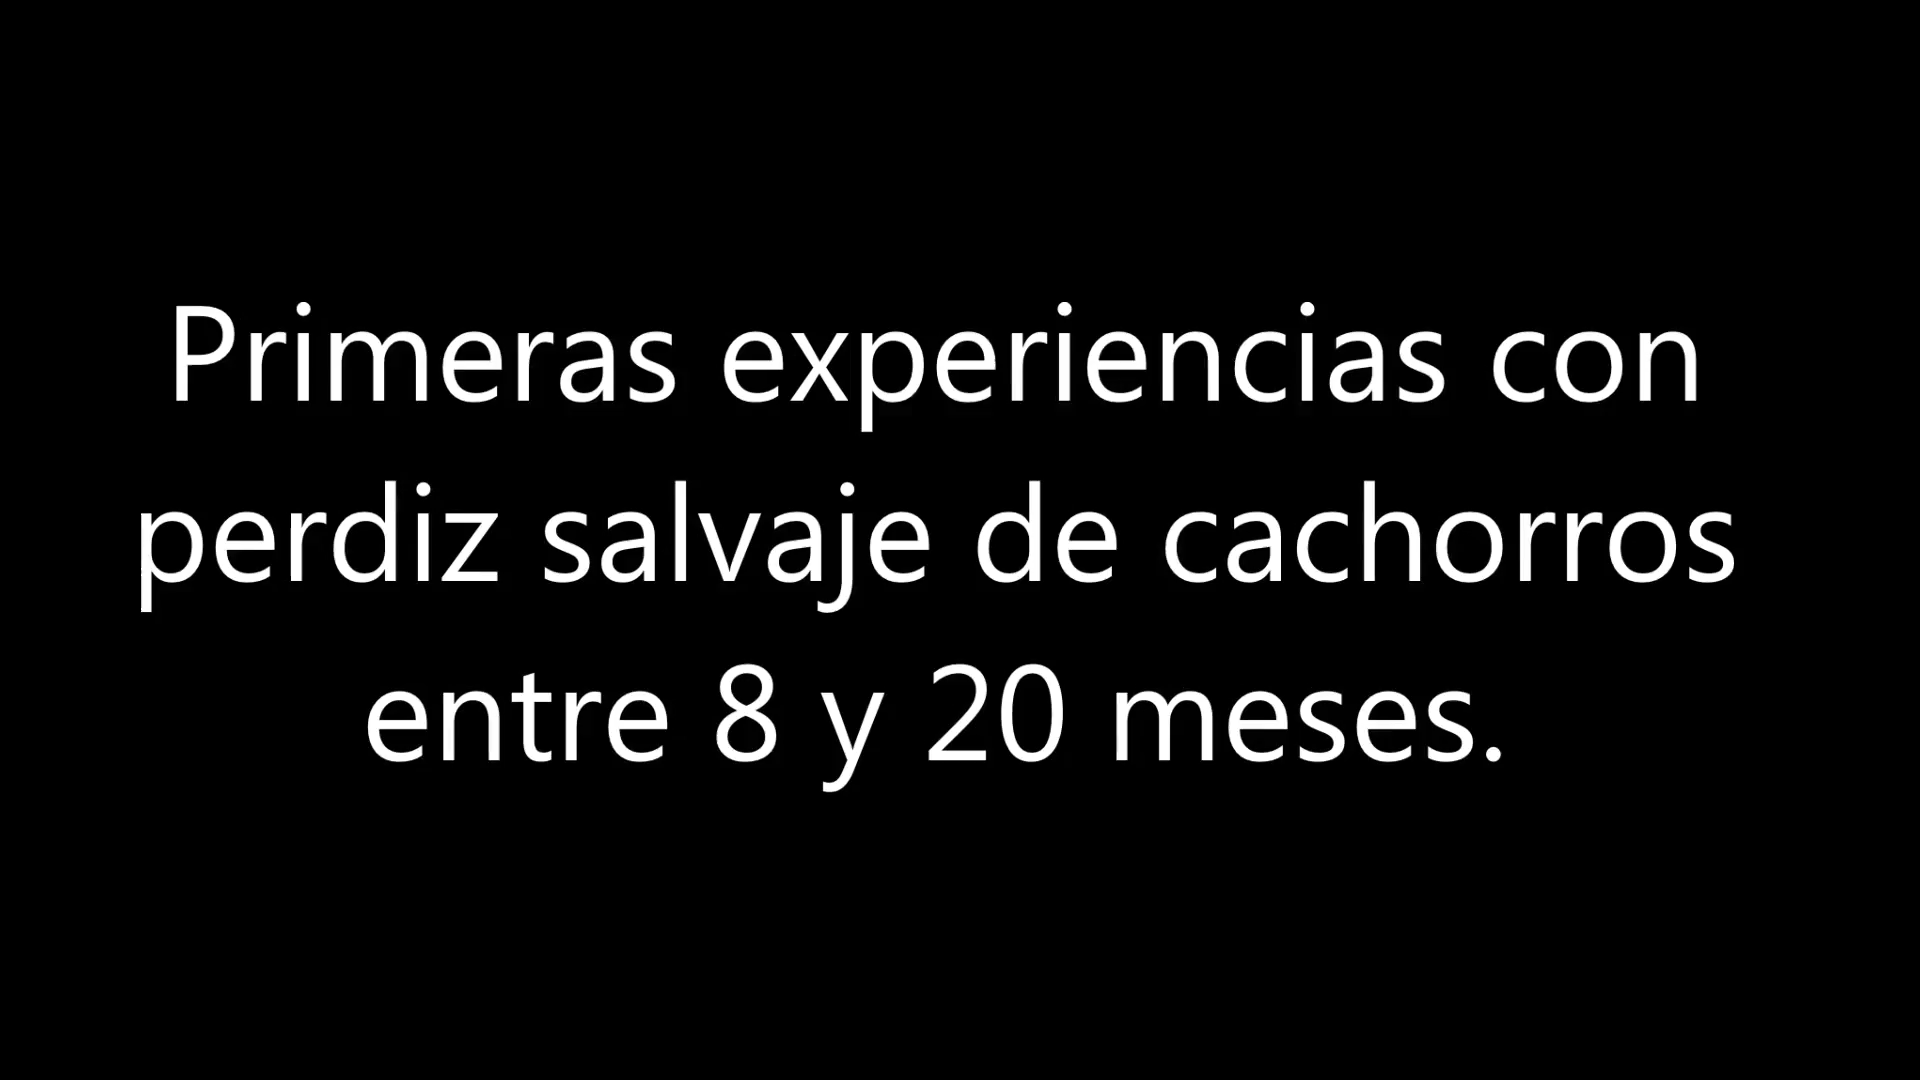 Primeras experiencias con
perdiz salvaje de cachorros
entre 8 y 20 meses.